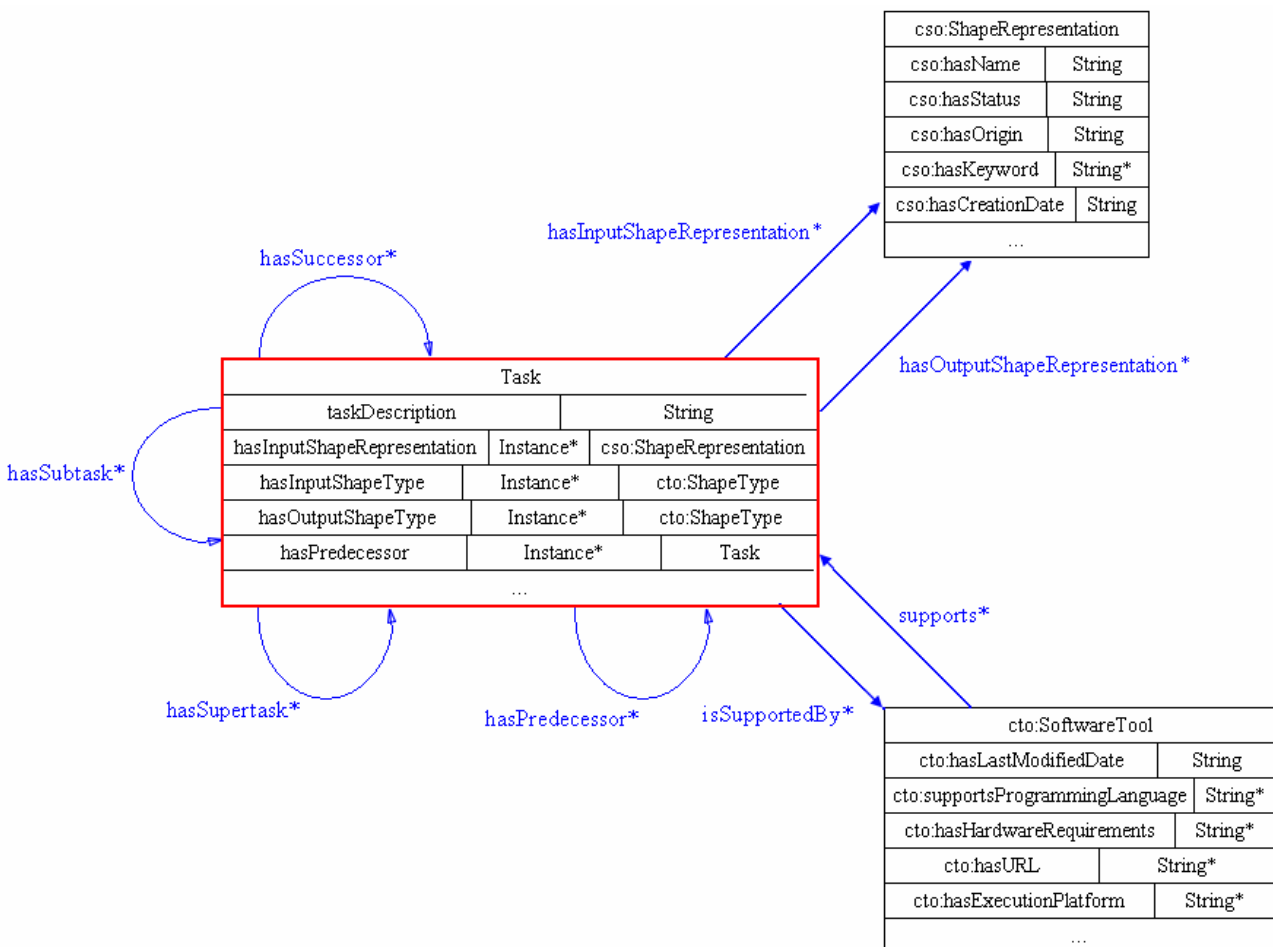 cso:ShapeRepresentation
cso:hasName String
cso:hasStatus String
cso:hasOrigin String
cso:hasKeyword String*
cso:hasCreationDate String
...
hasInputShapeRepresentation*
hasSuccessor*
hasOutputShapeRepresentation*
Task
taskDescription String
hasInputShapeRepresentation Instance* cso:ShapeRepresentation
hasInputShapeType Instance* cto:ShapeType
hasOutputShapeType Instance* cto:ShapeType
hasPredecessor Instance* Task
...
hasSubtask*
supports*
hasSupertask*
hasPredecessor*
isSupportedBy*
cto:SoftwareTool
cto:hasLastModifiedDate String
cto:supportsProgrammingLanguage String*
cto:hasHardwareRequirements String*
cto:hasURL String*
cto:hasExecutionPlatform String*
...